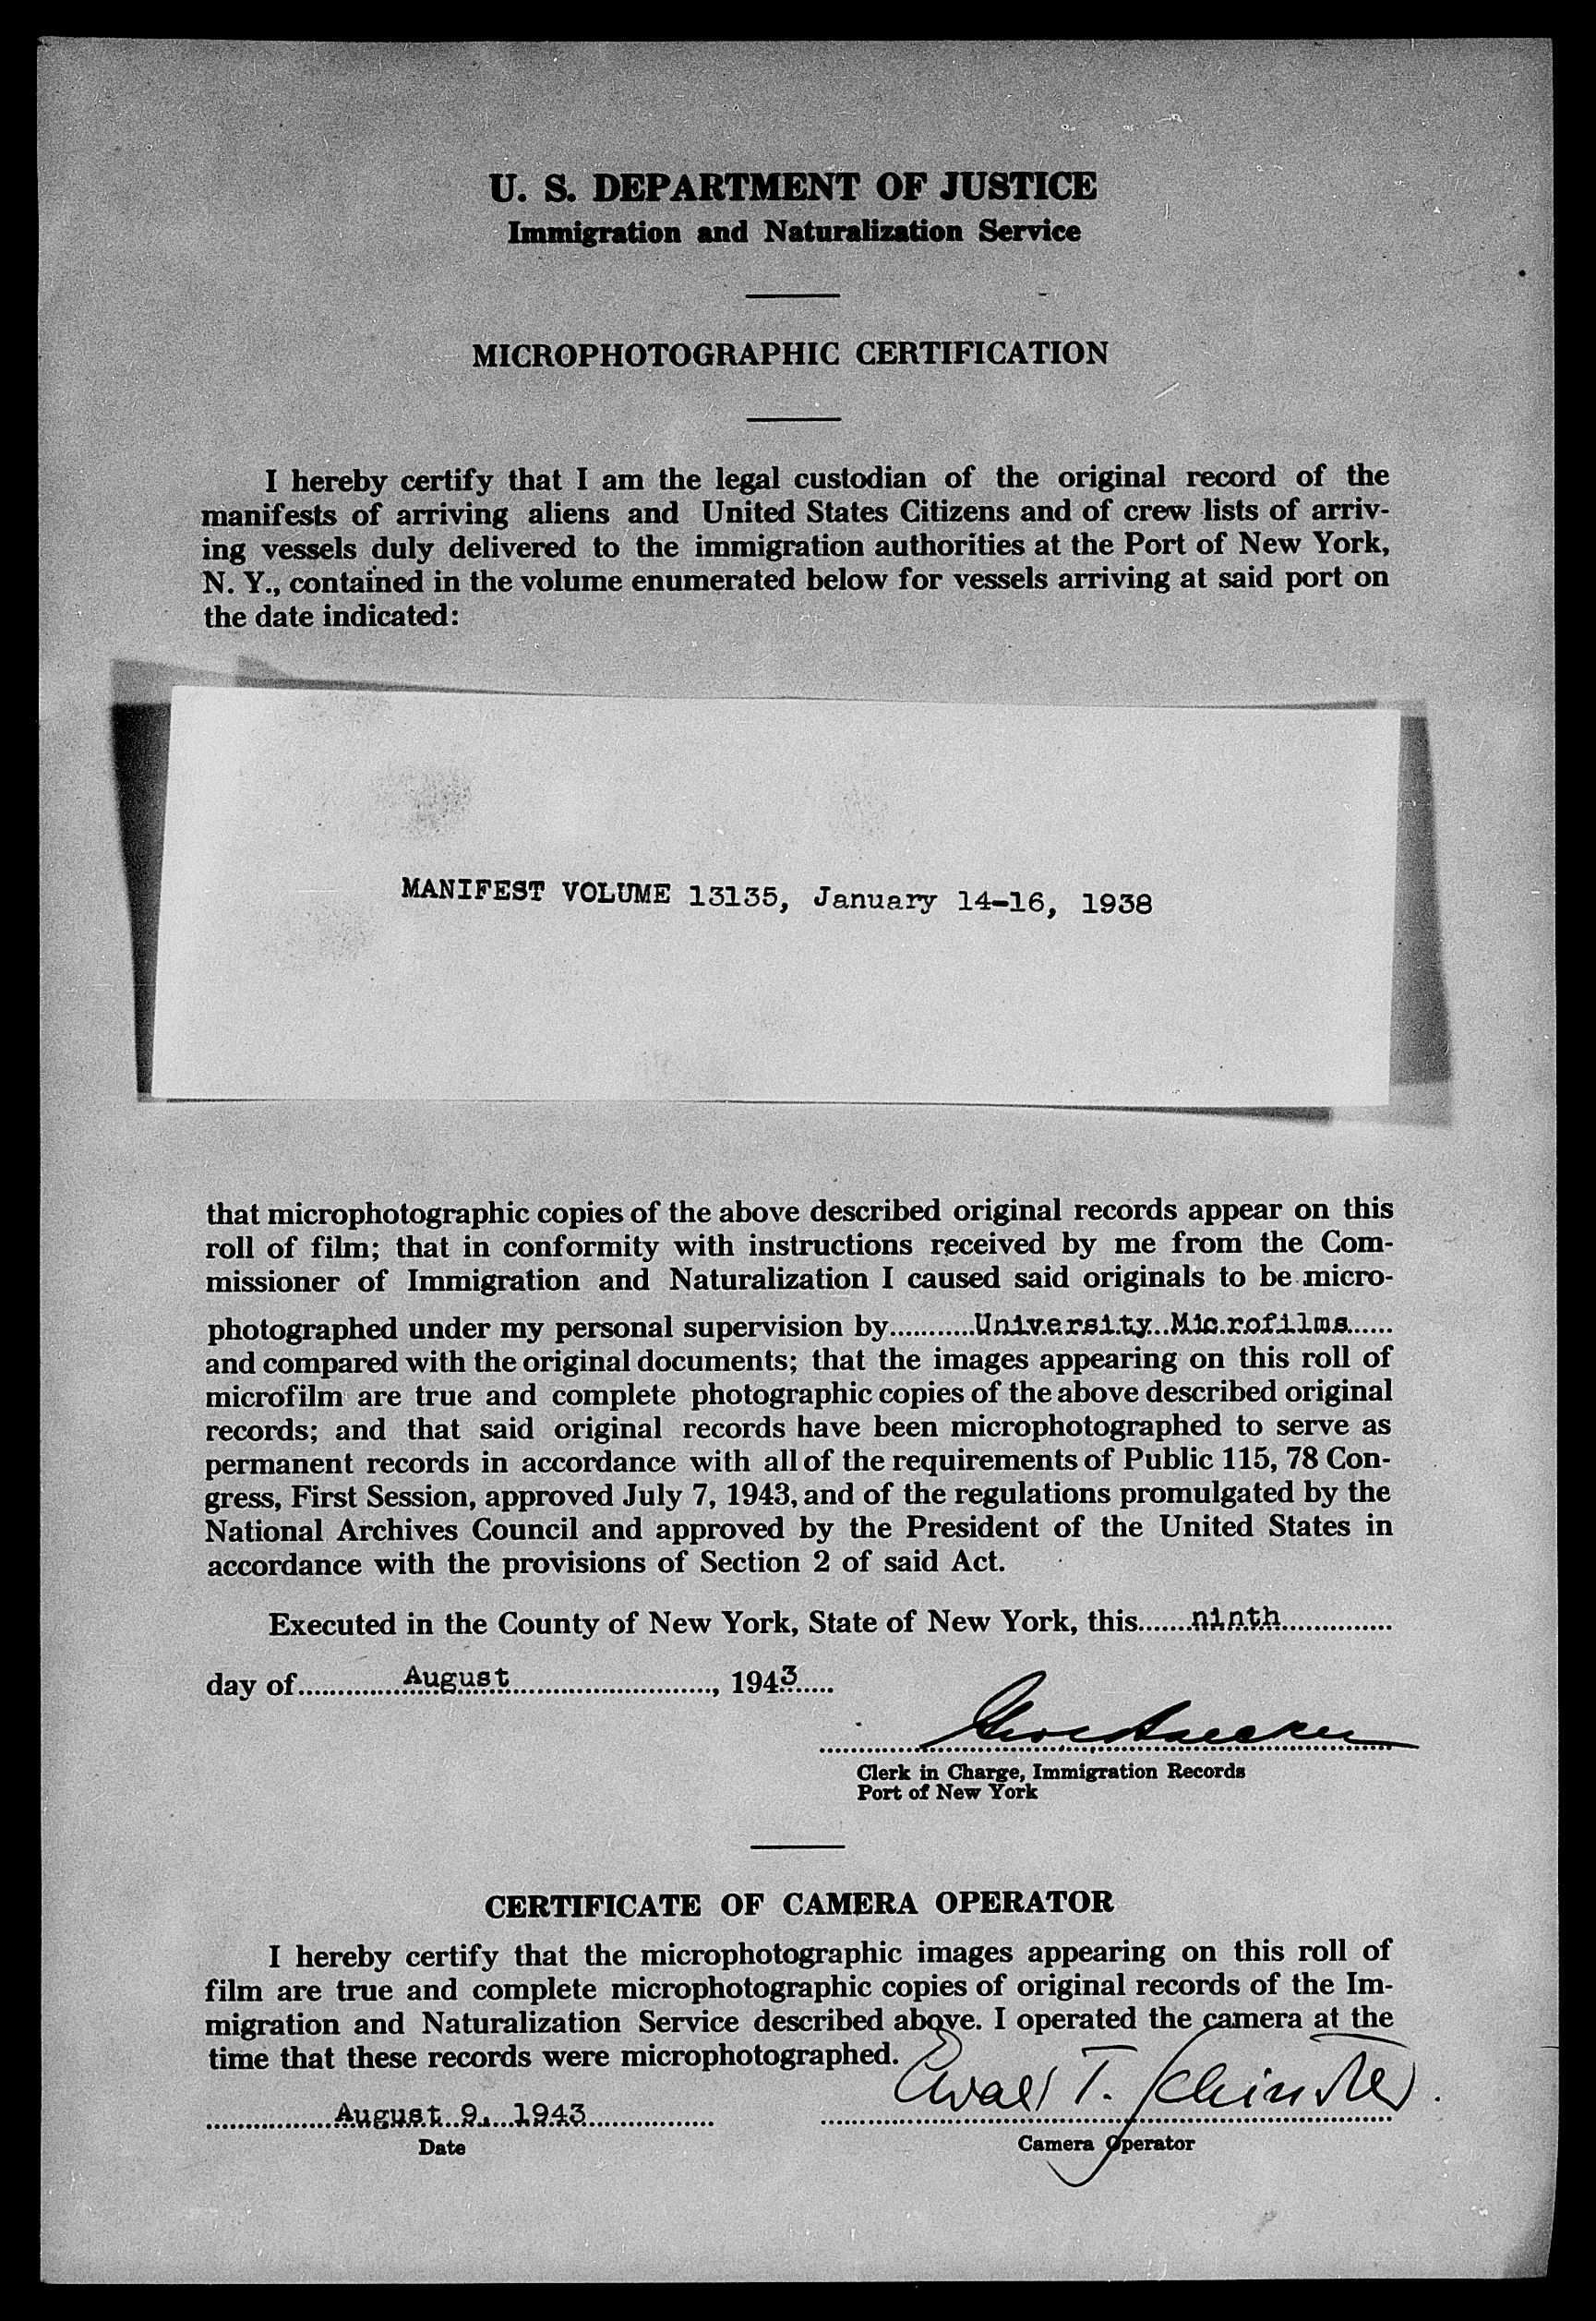 U. S. DEPARTMENT OF JUSTICE
Immigration and Naturalization Service
MICROPHOTOGRAPHIC CERTIFICATION
I hereby certify that I am the legal custodian of the original record of the
manifests of arriving aliens and United States Citizens and of crew lists of arriv-
ing vessels duly delivered to the immigration authorities at the Port of New York,
N. Y., contained in the volume enumerated below for vessels arriving at said port on
the date indicated:
MANIFEST VOLUME 13135, January 14-16, 1938
that microphotographic copies of the above described original records appear on this
roll of film; that in conformity with instructions received by me from the Com-
missioner of Immigration and Naturalization I caused said originals to be micro-
photographed under my personal supervision by...........University Microfilms......
and compared with the original documents; that the images appearing on this roll of
microfilm are true and complete photographic copies of the above described original
records; and that said original records have been microphotographed to serve as
permanent records in accordance with all of the requirements of Public 115, 78 Con-
gress, First Session, approved July 7, 1943, and of the regulations promulgated by the
National Archives Council and approved by the President of the United States in
accordance with the provisions of Section 2 of said Act.
Executed in the County of New York, State of New York, this.......ninth...............
day of..............August..........................., 1943.....
Clerk in Charge, Immigration Records
Port of New York
CERTIFICATE OF CAMERA OPERATOR
I hereby certify that the microphotographic images appearing on this roll of
film are true and complete microphotographic copies of original records of the Im-
migration and Naturalization Service described above. I operated the camera at the
time that these records were microphotographed.
T.
August 9, 1943
Date
Camera Operator